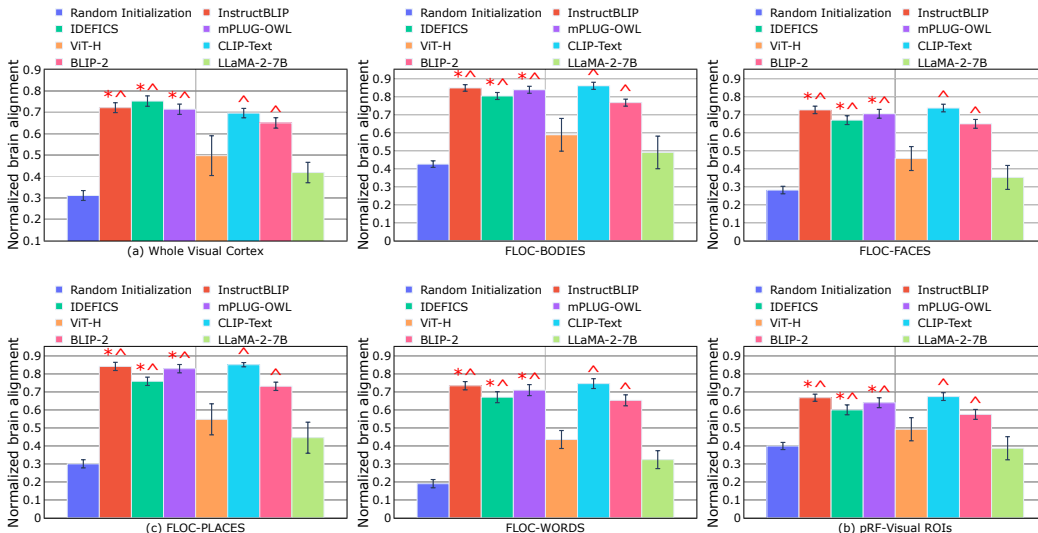 Random Initialization InstructBLIP
IDEFICS mPLUG-OWL
ViT-H CLIP-Text
BLIP-2 LLaMA-2-7B
Normalized brain alignment
0.9
0.8
0.7
0.6
0.5
0.4
0.3
0.2
0.1
* ^ * ^ * ^ ^ ^
(a) Whole Visual Cortex
Random Initialization InstructBLIP
IDEFICS mPLUG-OWL
ViT-H CLIP-Text
BLIP-2 LLaMA-2-7B
Normalized brain alignment
0.9
0.8
0.7
0.6
0.5
0.4
0.3
0.2
0.1
0
* ^ * ^ * ^ ^ ^
FLOC-BODIES
Random Initialization InstructBLIP
IDEFICS mPLUG-OWL
ViT-H CLIP-Text
BLIP-2 LLaMA-2-7B
Normalized brain alignment
0.9
0.8
0.7
0.6
0.5
0.4
0.3
0.2
0.1
0
* ^ * ^ * ^ ^ ^
FLOC-FACES
Random Initialization InstructBLIP
IDEFICS mPLUG-OWL
ViT-H CLIP-Text
BLIP-2 LLaMA-2-7B
Normalized brain alignment
0.9
0.8
0.7
0.6
0.5
0.4
0.3
0.2
0.1
0
* ^ * ^ * ^ ^ ^
(c) FLOC-PLACES
Random Initialization InstructBLIP
IDEFICS mPLUG-OWL
ViT-H CLIP-Text
BLIP-2 LLaMA-2-7B
Normalized brain alignment
0.9
0.8
0.7
0.6
0.5
0.4
0.3
0.2
0.1
0
* ^ * ^ * ^ ^ ^
FLOC-WORDS
Random Initialization InstructBLIP
IDEFICS mPLUG-OWL
ViT-H CLIP-Text
BLIP-2 LLaMA-2-7B
Normalized brain alignment
0.9
0.8
0.7
0.6
0.5
0.4
0.3
0.2
0.1
0
* ^ * ^ * ^ ^ ^
(b) pRF-Visual ROIs